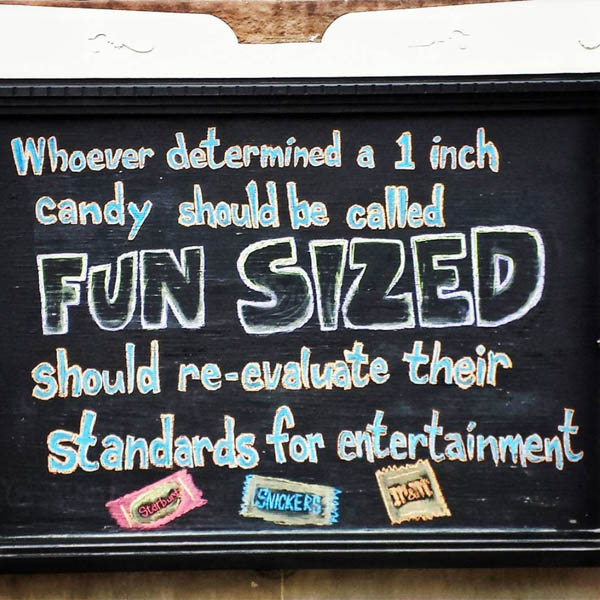 Whoever determined a 1 inch
candy should be called
FUN SIZED
should re-evaluate their
standards for entertainment
Starburst SNICKERS m&m